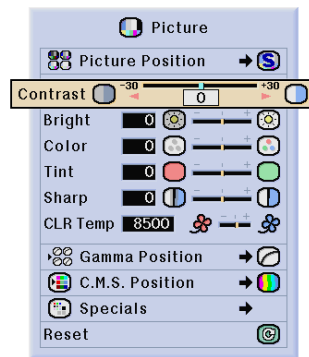 Picture
Picture Position S
Contrast -30 0 +30
Bright 0 - +
Color 0 - +
Tint 0 - +
Sharp 0 - +
CLR Temp 8500 - +
Gamma Position
C.M.S. Position
Specials
Reset